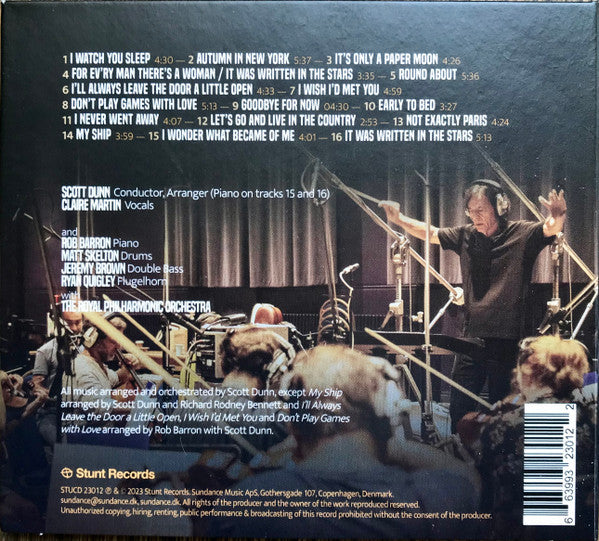 1 I WATCH YOU SLEEP 4:30 — 2 AUTUMN IN NEW YORK 5:37 — 3 IT'S ONLY A PAPER MOON 4:26
4 FOR EV'RY MAN THERE'S A WOMAN / IT WAS WRITTEN IN THE STARS 3:35 — 5 ROUND ABOUT 5:36
6 I'LL ALWAYS LEAVE THE DOOR A LITTLE OPEN 4:33 — 7 I WISH I'D MET YOU 4:59
8 DON'T PLAY GAMES WITH LOVE 5:13 — 9 GOODBYE FOR NOW 04:30 — 10 EARLY TO BED 3:27
11 I NEVER WENT AWAY 4:07 — 12 LET'S GO AND LIVE IN THE COUNTRY 2:53 — 13 NOT EXACTLY PARIS 4:24
14 MY SHIP 3:59 — 15 I WONDER WHAT BECAME OF ME 4:01 — 16 IT WAS WRITTEN IN THE STARS 5:13
SCOTT DUNN Conductor, Arranger (Piano on tracks 15 and 16)
CLAIRE MARTIN Vocals
and
ROB BARRON Piano
MATT SKELTON Drums
JEREMY BROWN Double Bass
RYAN QUIGLEY Flugelhorn
with
THE ROYAL PHILHARMONIC ORCHESTRA
All music arranged and orchestrated by Scott Dunn, except My Ship
arranged by Scott Dunn and Richard Rodney Bennett and I'll Always
Leave the Door a Little Open, I Wish I'd Met You and Don't Play Games
with Love arranged by Rob Barron with Scott Dunn.
Stunt Records
STUCD 23012 ℗ & © 2023 Stunt Records. Sundance Music ApS, Gothersgade 107, Copenhagen, Denmark.
sundance@sundance.dk, sundance.dk. All rights of the producer and the owner of the work reproduced reserved.
Unauthorized copying, hiring, renting, public performance & broadcasting of this record prohibited without the consent of the producer.
6 63993 23012 2